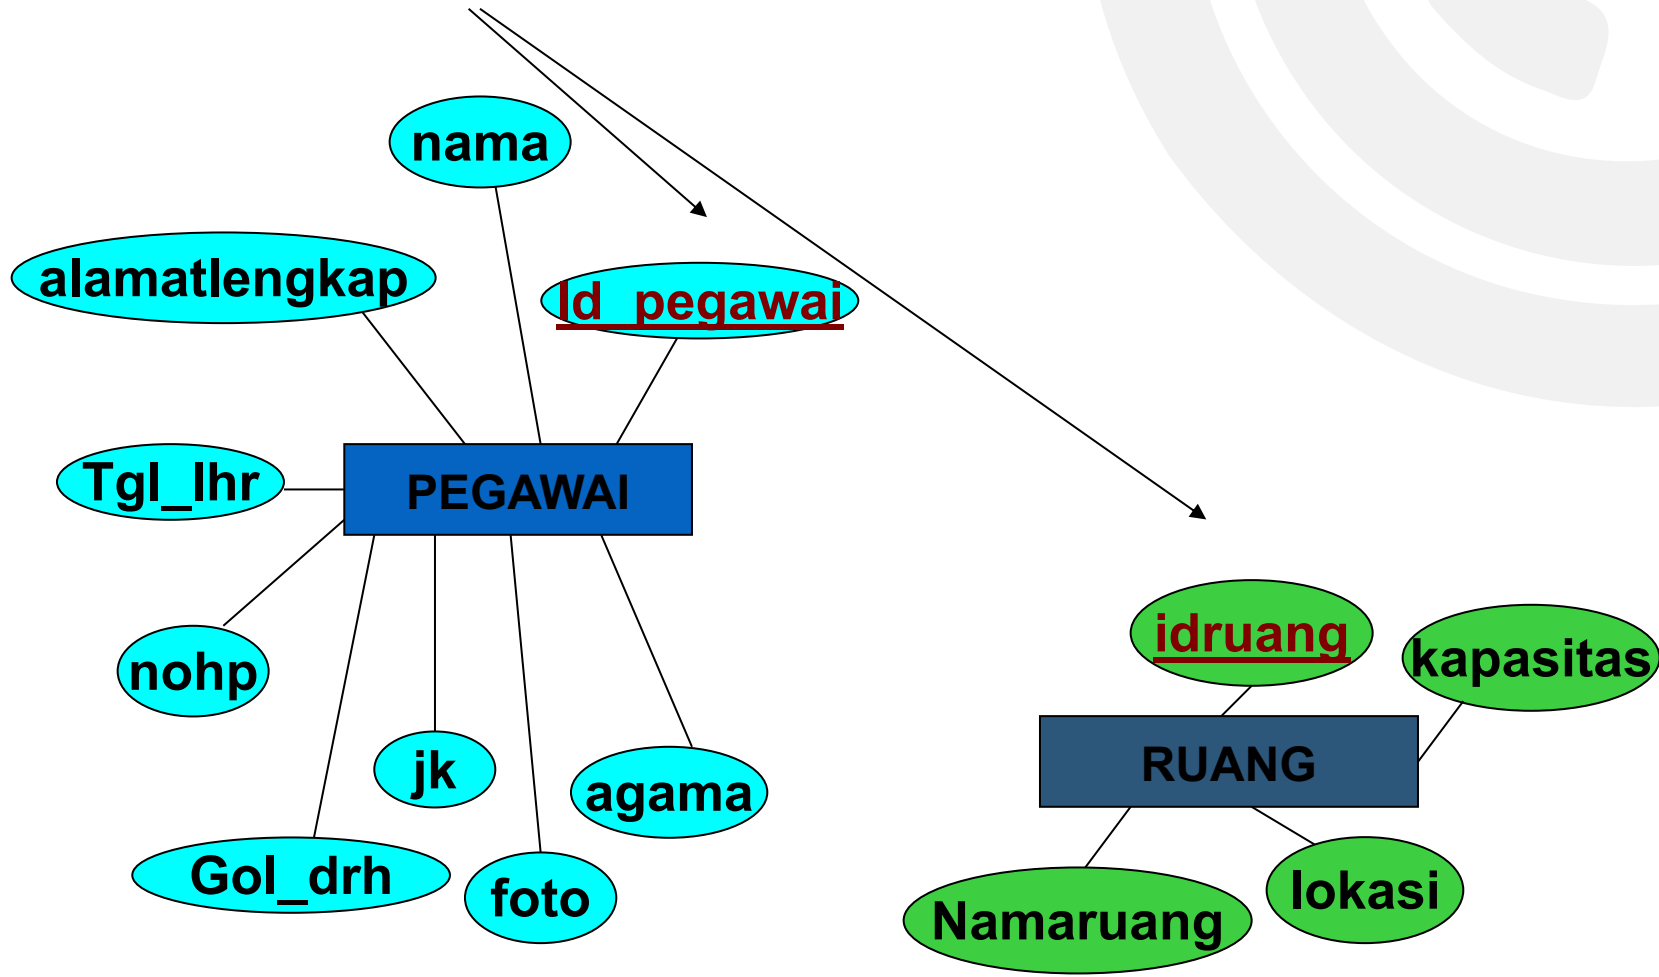 nama
alamatlengkap
Id_pegawai
Tgl_lhr
PEGAWAI
nohp
jk
agama
Gol_drh
foto
idruang
kapasitas
RUANG
lokasi
Namaruang